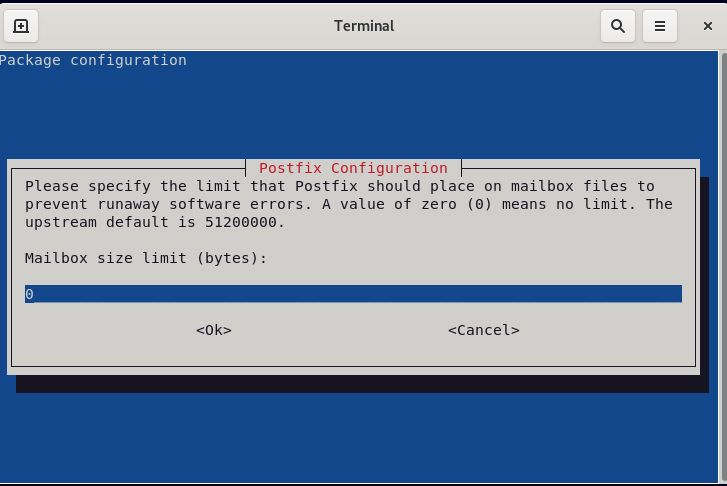 Terminal
Package configuration
Postfix Configuration
Please specify the limit that Postfix should place on mailbox files to
prevent runaway software errors. A value of zero (0) means no limit. The
upstream default is 51200000.
Mailbox size limit (bytes):
0
<Ok> <Cancel>